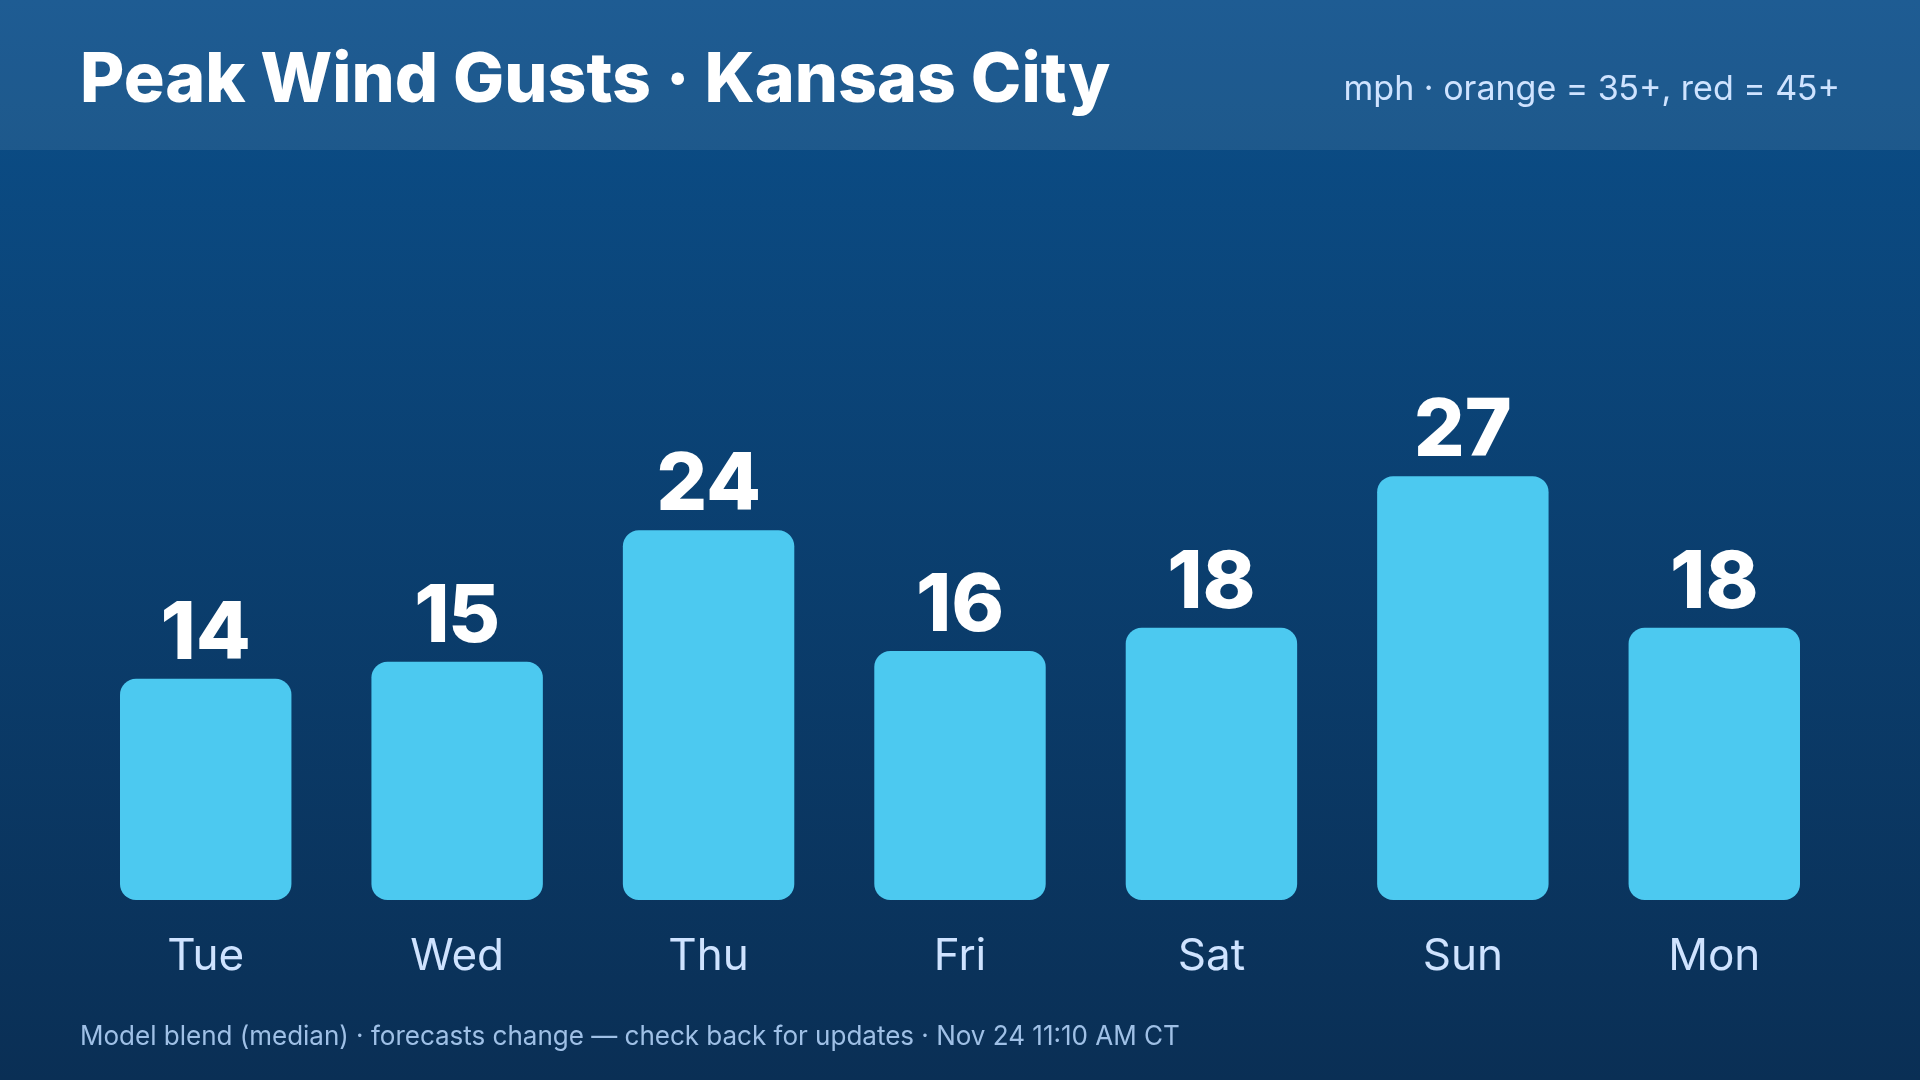 Peak Wind Gusts · Kansas City
mph · orange = 35+, red = 45+
14
15
24
16
18
27
18
Tue
Wed
Thu
Fri
Sat
Sun
Mon
Model blend (median) · forecasts change — check back for updates · Nov 24 11:10 AM CT